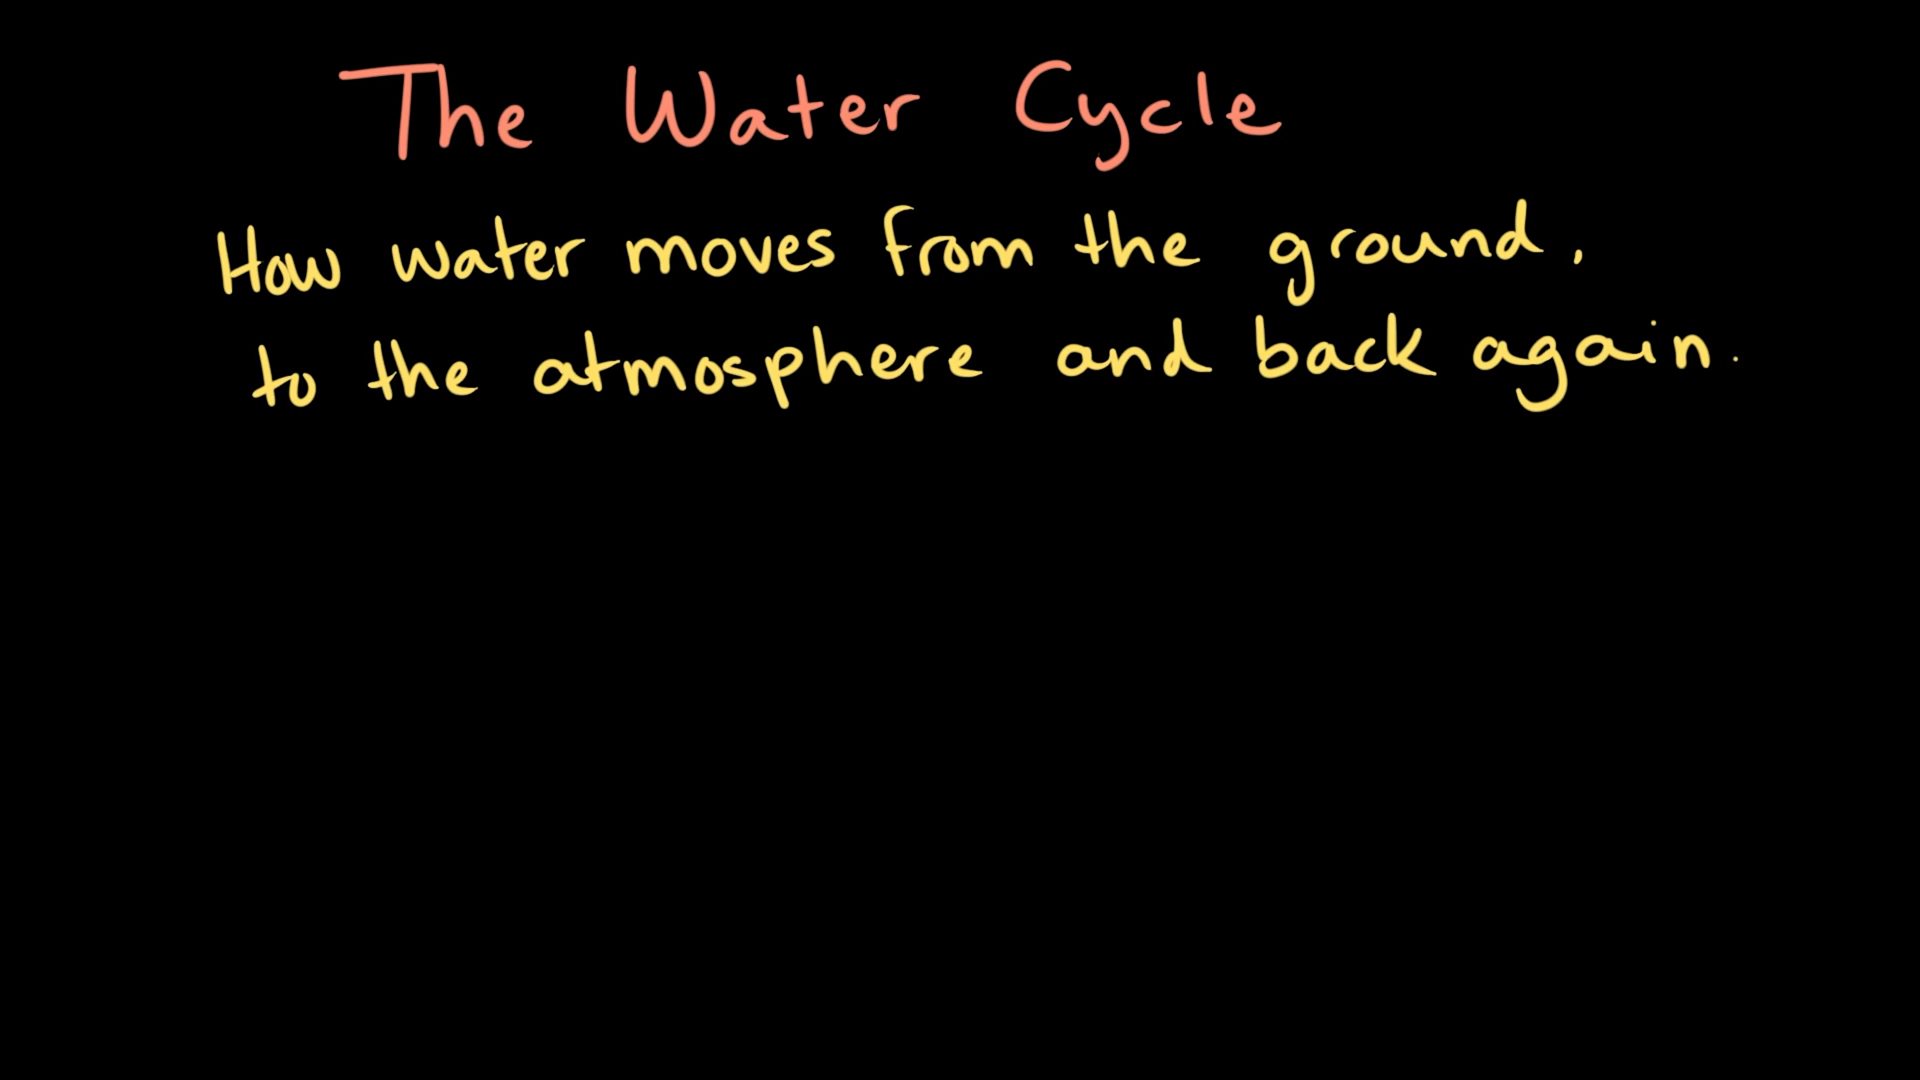 The Water Cycle
How water moves from the ground,
to the atmosphere and back again.